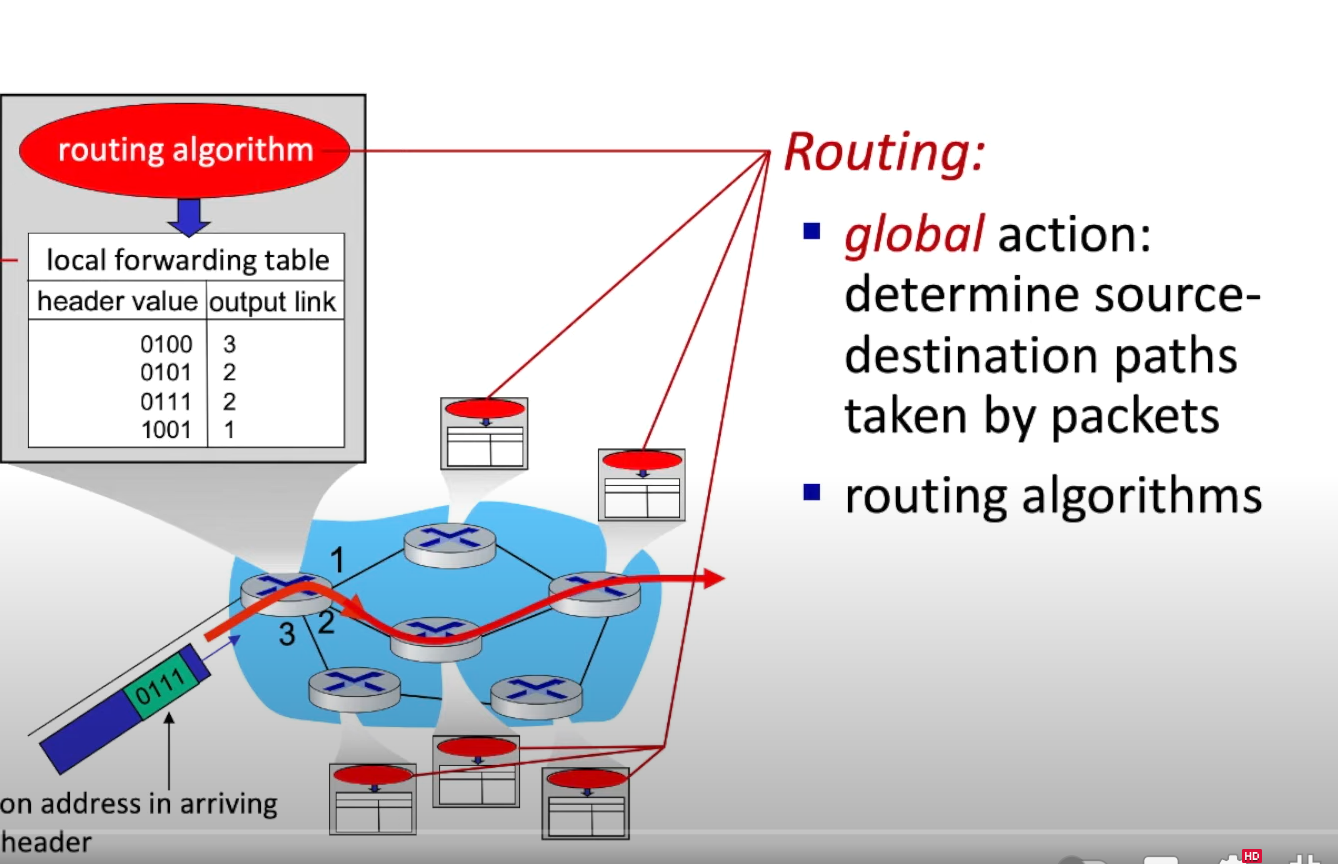 routing algorithm
local forwarding table
header value output link
0100 3
0101 2
0111 2
1001 1
Routing:
global action:
determine source-
destination paths
taken by packets
routing algorithms
1
2
3
0111
on address in arriving
header
HD